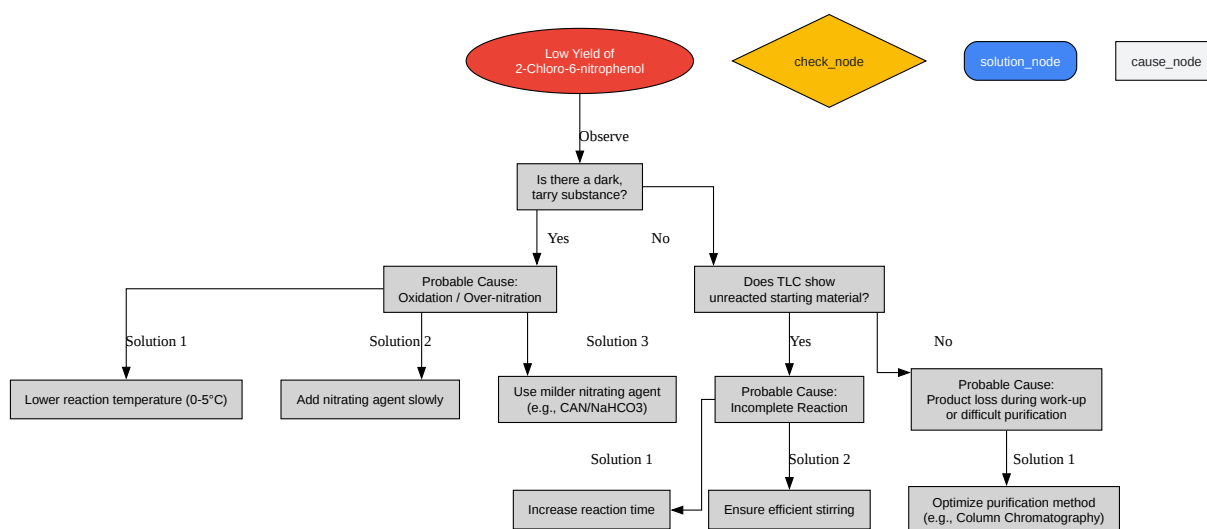 Low Yield of
2-Chloro-6-nitrophenol
check_node
solution_node
cause_node
Observe
Is there a dark,
tarry substance?
Yes
No
Probable Cause:
Oxidation / Over-nitration
Does TLC show
unreacted starting material?
Solution 1
Solution 2
Solution 3
Yes
No
Lower reaction temperature (0-5°C)
Add nitrating agent slowly
Use milder nitrating agent
(e.g., CAN/NaHCO3)
Probable Cause:
Incomplete Reaction
Probable Cause:
Product loss during work-up
or difficult purification
Solution 1
Solution 2
Solution 1
Increase reaction time
Ensure efficient stirring
Optimize purification method
(e.g., Column Chromatography)